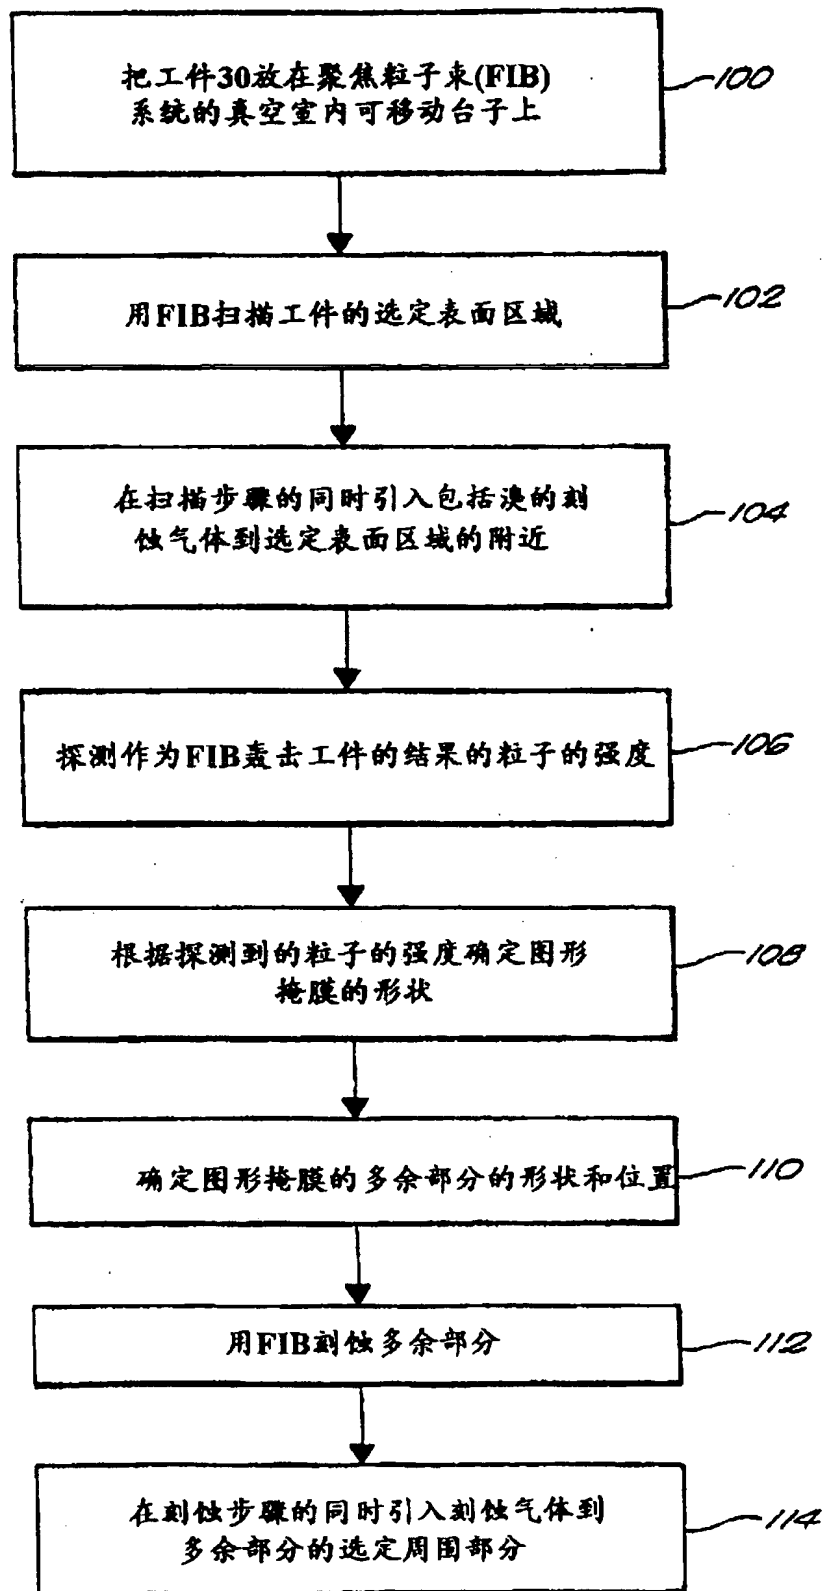 把工件30放在聚焦粒子束(FIB)
系统的真空室内可移动台子上
100
用FIB扫描工件的选定表面区域
102
在扫描步骤的同时引入包括溴的刻
蚀气体到选定表面区域的附近
104
探测作为FIB轰击工件的结果的粒子的强度
106
根据探测到的粒子的强度确定图形
掩膜的形状
108
确定图形掩膜的多余部分的形状和位置
110
用FIB刻蚀多余部分
112
在刻蚀步骤的同时引入刻蚀气体到
多余部分的选定周围部分
114